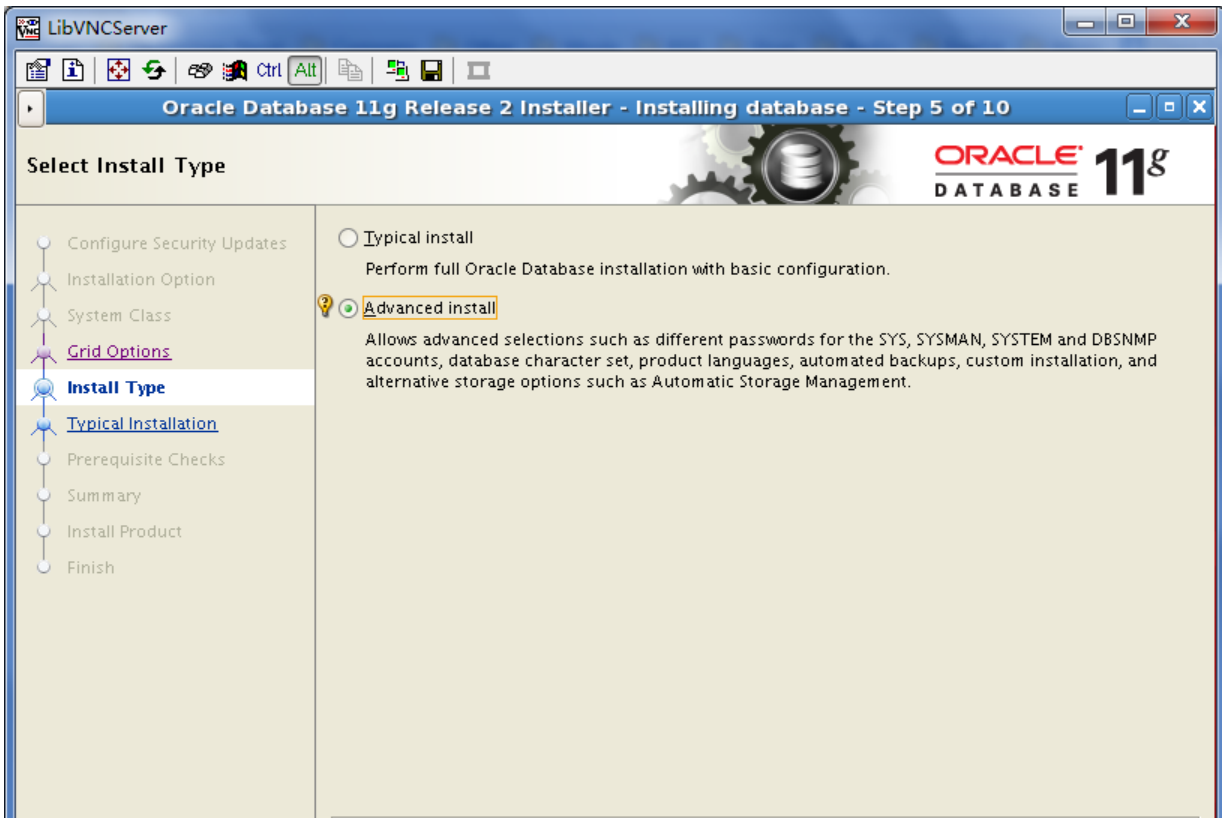 LibVNCServer
Ctrl Alt
Oracle Database 11g Release 2 Installer - Installing database - Step 5 of 10
Select Install Type
ORACLE
DATABASE
11g
Configure Security Updates
Installation Option
System Class
Grid Options
Install Type
Typical Installation
Prerequisite Checks
Summary
Install Product
Finish
Typical install
Perform full Oracle Database installation with basic configuration.
Advanced install
Allows advanced selections such as different passwords for the SYS, SYSMAN, SYSTEM and DBSNMP
accounts, database character set, product languages, automated backups, custom installation, and
alternative storage options such as Automatic Storage Management.